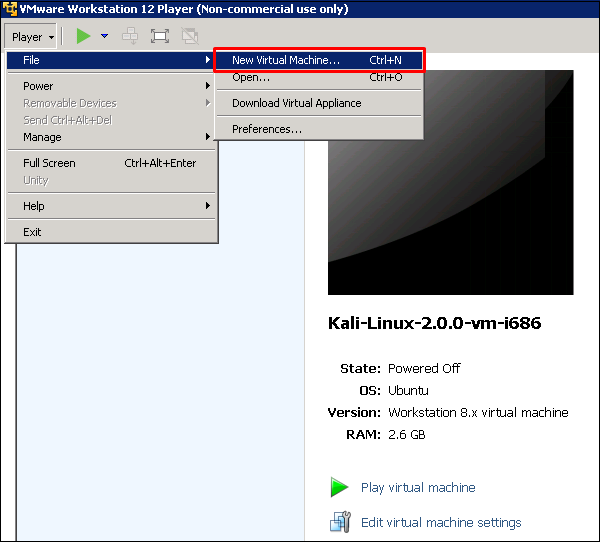 VMware Workstation 12 Player (Non-commercial use only)
Player
File
New Virtual Machine... Ctrl+N
Open... Ctrl+O
Download Virtual Appliance
Preferences...
Power
Removable Devices
Send Ctrl+Alt+Del
Manage
Full Screen Ctrl+Alt+Enter
Unity
Help
Exit
Kali-Linux-2.0.0-vm-i686
State: Powered Off
OS: Ubuntu
Version: Workstation 8.x virtual machine
RAM: 2.6 GB
Play virtual machine
Edit virtual machine settings